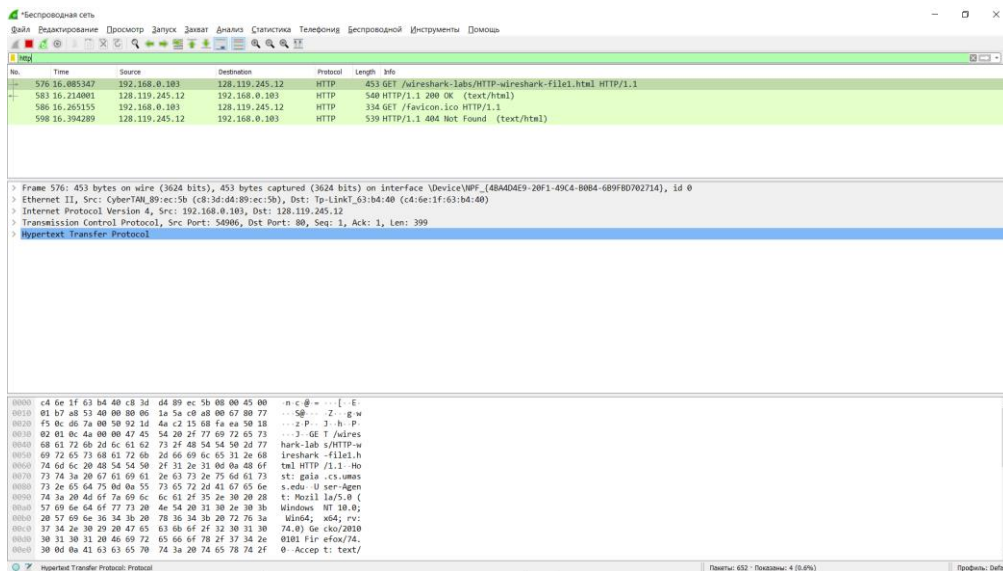 *Беспроводная сеть
Файл Редактирование Просмотр Запуск Захват Анализ Статистика Телефония Беспроводной Инструменты Помощь
http
No. Time Source Destination Protocol Length Info
576 16.085347 192.168.0.103 128.119.245.12 HTTP 453 GET /wireshark-labs/HTTP-wireshark-file1.html HTTP/1.1
583 16.214001 128.119.245.12 192.168.0.103 HTTP 540 HTTP/1.1 200 OK (text/html)
586 16.265155 192.168.0.103 128.119.245.12 HTTP 334 GET /favicon.ico HTTP/1.1
598 16.394289 128.119.245.12 192.168.0.103 HTTP 539 HTTP/1.1 404 Not Found (text/html)
> Frame 576: 453 bytes on wire (3624 bits), 453 bytes captured (3624 bits) on interface \Device\NPF_{4BA4D4E9-20F1-49C4-B0B4-6B9FBD702714}, id 0
> Ethernet II, Src: CyberTAN_89:ec:5b (c8:3d:d4:89:ec:5b), Dst: Tp-LinkT_63:b4:40 (c4:6e:1f:63:b4:40)
> Internet Protocol Version 4, Src: 192.168.0.103, Dst: 128.119.245.12
> Transmission Control Protocol, Src Port: 54906, Dst Port: 80, Seq: 1, Ack: 1, Len: 399
> Hypertext Transfer Protocol
0000 c4 6e 1f 63 b4 40 c8 3d d4 89 ec 5b 08 00 45 00 ·n·c·@·= ···[··E·
0010 01 b7 a8 53 40 00 80 06 1a 5a c0 a8 00 67 80 77 ···S@··· ·Z···g·w
0020 f5 0c d6 7a 00 50 92 1d 4a c2 15 68 fa ea 50 18 ···z·P·· J··h··P·
0030 02 01 0c 4a 00 00 47 45 54 20 2f 77 69 72 65 73 ···J··GE T /wires
0040 68 61 72 6b 2d 6c 61 62 73 2f 48 54 54 50 2d 77 hark-lab s/HTTP-w
0050 69 72 65 73 68 61 72 6b 2d 66 69 6c 65 31 2e 68 ireshark -file1.h
0060 74 6d 6c 20 48 54 54 50 2f 31 2e 31 0d 0a 48 6f tml HTTP /1.1··Ho
0070 73 74 3a 20 67 61 69 61 2e 63 73 2e 75 6d 61 73 st: gaia .cs.umas
0080 73 2e 65 64 75 0d 0a 55 73 65 72 2d 41 67 65 6e s.edu··U ser-Agen
0090 74 3a 20 4d 6f 7a 69 6c 6c 61 2f 35 2e 30 20 28 t: Mozil la/5.0 (
00a0 57 69 6e 64 6f 77 73 20 4e 54 20 31 30 2e 30 3b Windows NT 10.0;
00b0 20 57 69 6e 36 34 3b 20 78 36 34 3b 20 72 76 3a Win64; x64; rv:
00c0 37 34 2e 30 29 20 47 65 63 6b 6f 2f 32 30 31 30 74.0) Ge cko/2010
00d0 30 31 30 31 20 46 69 72 65 66 6f 78 2f 37 34 2e 0101 Fir efox/74.
00e0 30 0d 0a 41 63 63 65 70 74 3a 20 74 65 78 74 2f 0··Accep t: text/
Hypertext Transfer Protocol: Protocol Пакеты: 652 · Показаны: 4 (0.6%) Профиль: Defa